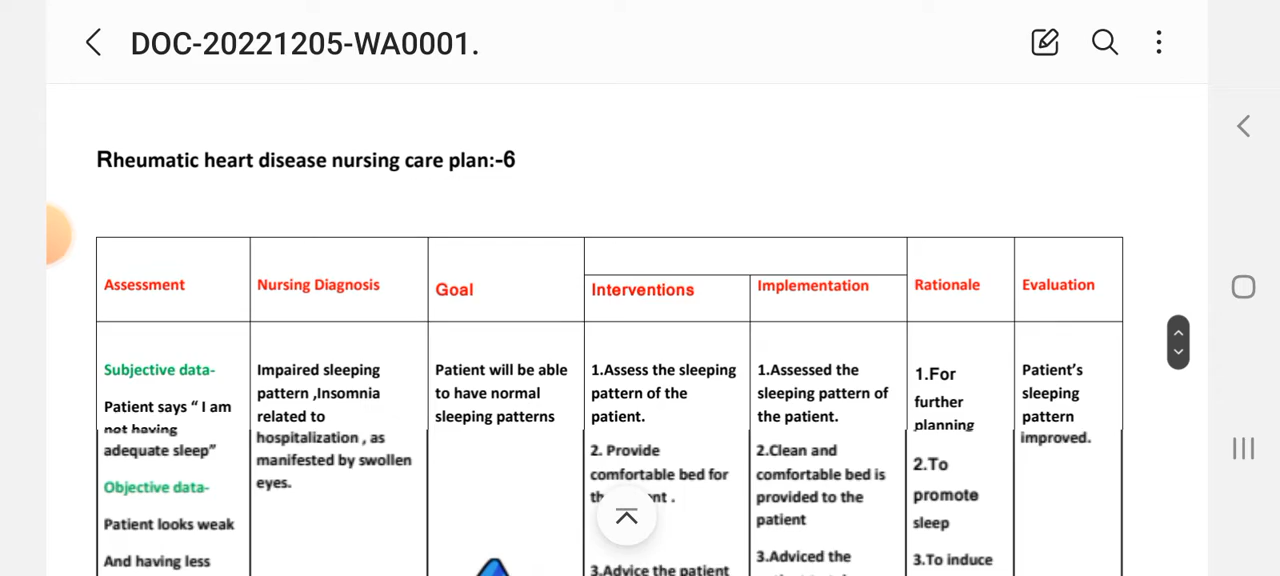 DOC-20221205-WA0001.
Rheumatic heart disease nursing care plan:-6
Assessment
Nursing Diagnosis
Goal
Interventions
Implementation
Rationale
Evaluation
Subjective data-
Patient says “ I am
not having
adequate sleep”
Objective data-
Patient looks weak
And having less
Impaired sleeping
pattern ,Insomnia
related to
hospitalization , as
manifested by swollen
eyes.
Patient will be able
to have normal
sleeping patterns
1.Assess the sleeping
pattern of the
patient.
2. Provide
comfortable bed for
3.Advice the patient
1.Assessed the
sleeping pattern of
the patient.
2.Clean and
comfortable bed is
provided to the
patient
3.Adviced the
1.For
further
planning
2.To
promote
sleep
3.To induce
Patient’s
sleeping
pattern
improved.